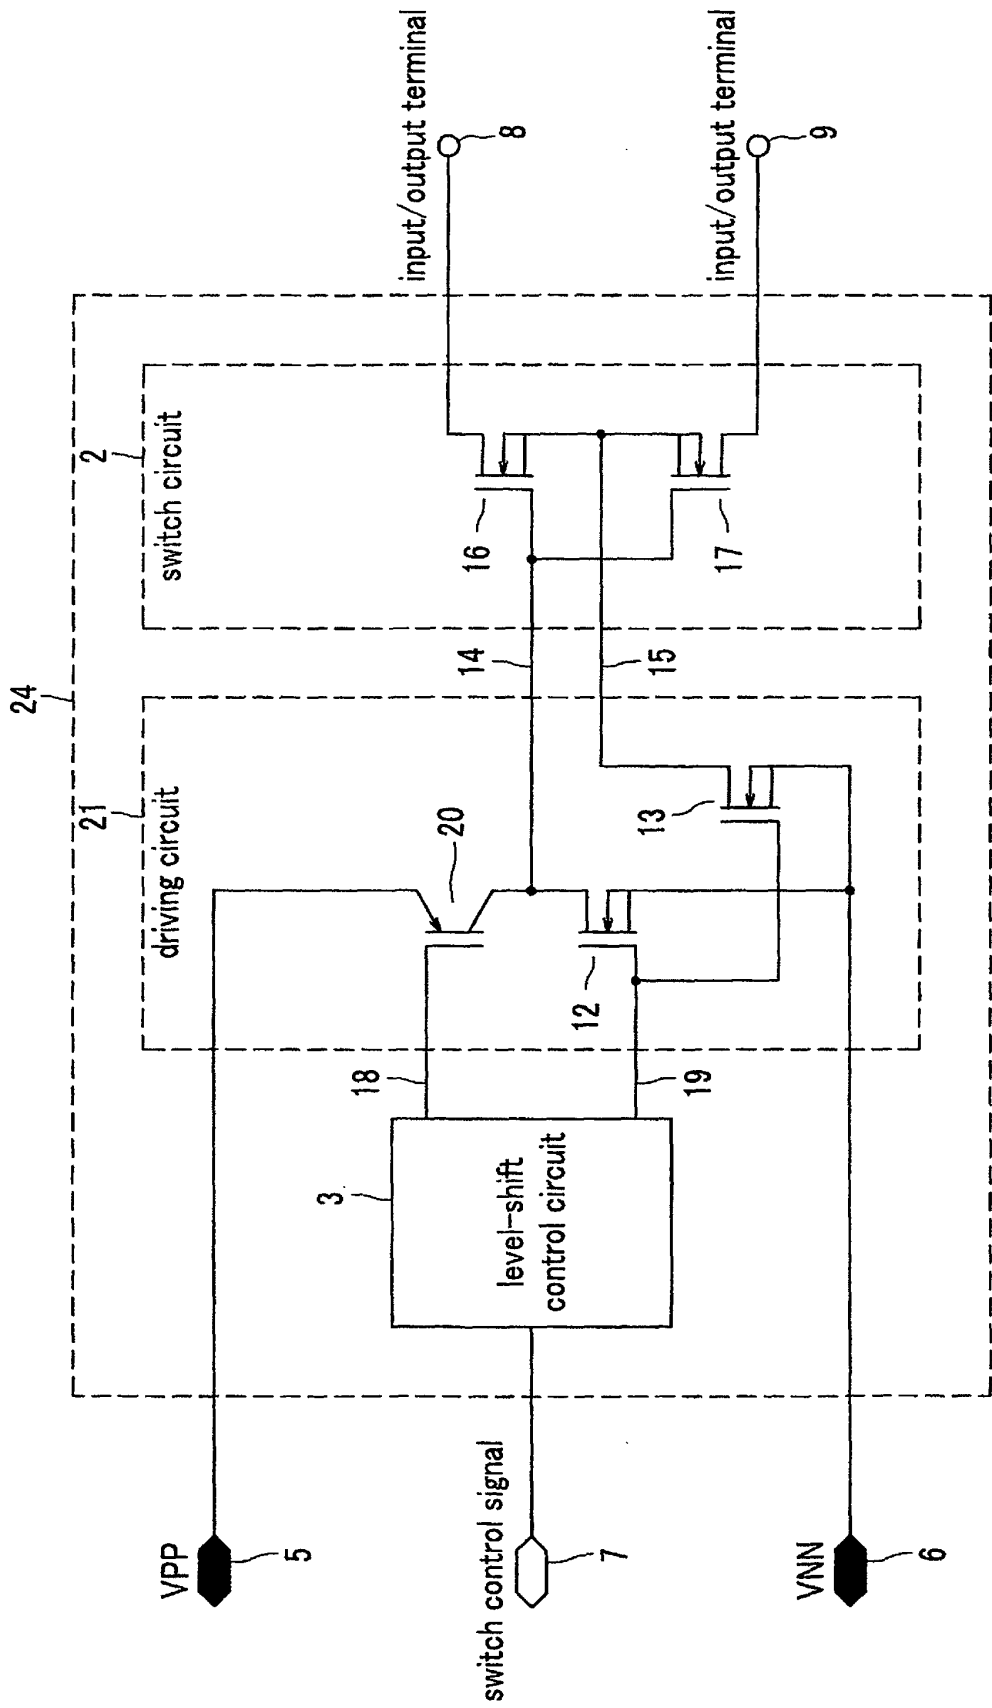 24
21
driving circuit
2
switch circuit
VPP
5
20
16
input/output terminal
8
3
level-shift
control circuit
18
14
switch control signal
7
12
19
15
13
17
input/output terminal
9
VNN
6